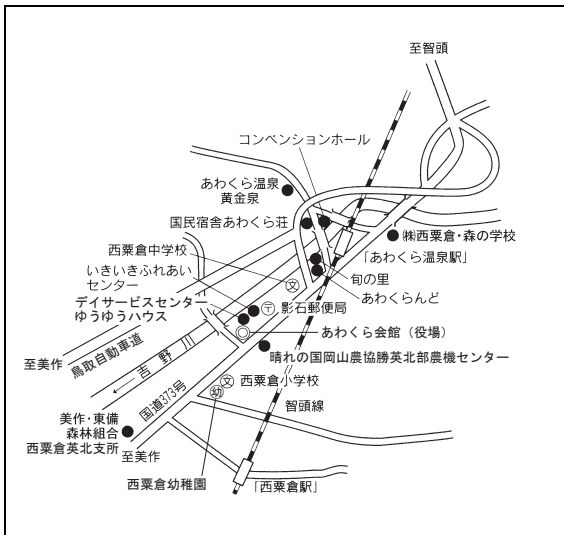 至智頭
コンベンションホール
あわくら温泉
黄金泉
国民宿舎あわくら荘
㈱西粟倉・森の学校
西粟倉中学校
「あわくら温泉駅」
いきいきふれあい
センター
文
旬の里
あわくらんど
デイサービスセンター
ゆうゆうハウス
〒影石郵便局
あわくら会館（役場）
至美作
鳥取自動車道
吉野川
晴れの国岡山農協勝英北部農機センター
国道373号
文 西粟倉小学校
幼
智頭線
美作・東備
森林組合
西粟倉英北支所
至美作
西粟倉幼稚園
「西粟倉駅」